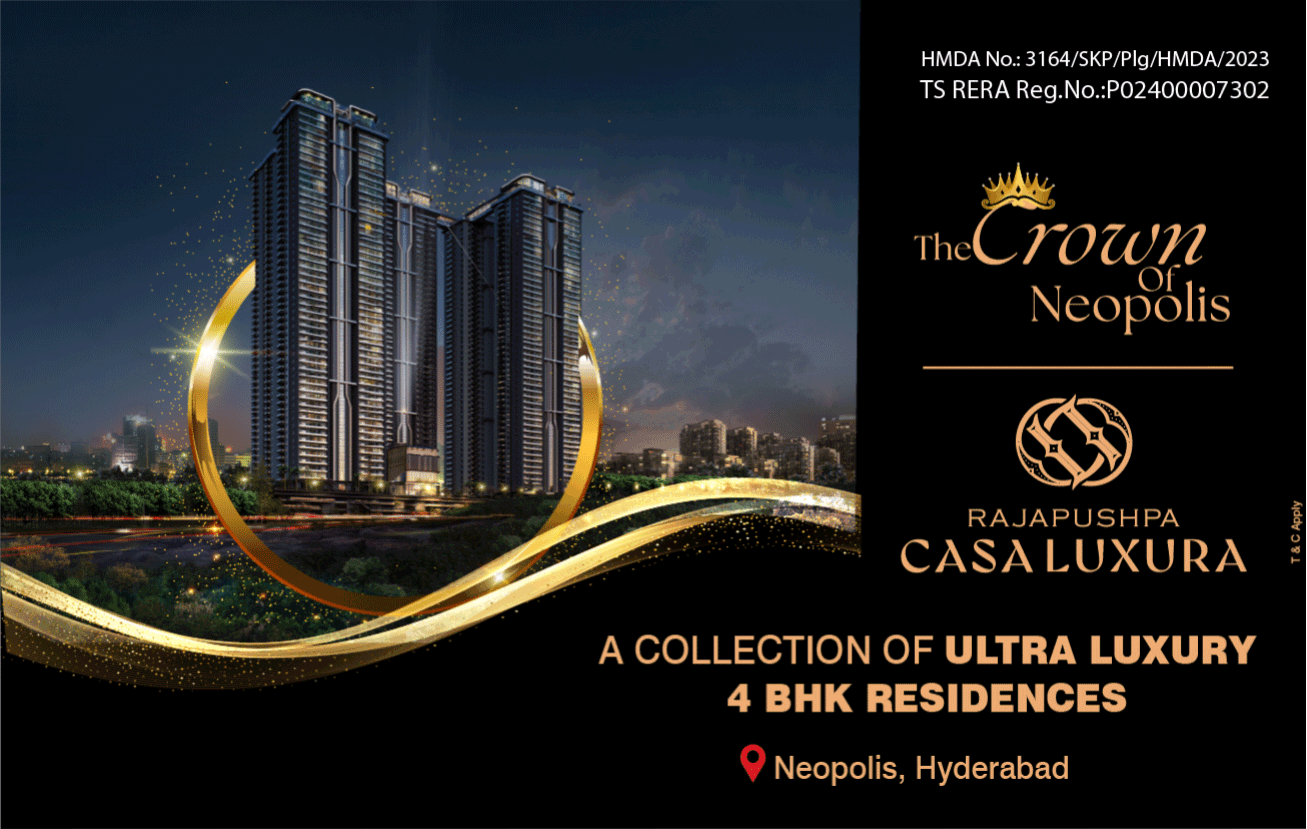 HMDA No.: 3164/SKP/Plg/HMDA/2023
TS RERA Reg.No.:P02400007302
The Crown
Of
Neopolis
RAJAPUSHPA
CASA LUXURA
T & C Apply
A COLLECTION OF ULTRA LUXURY
4 BHK RESIDENCES
Neopolis, Hyderabad